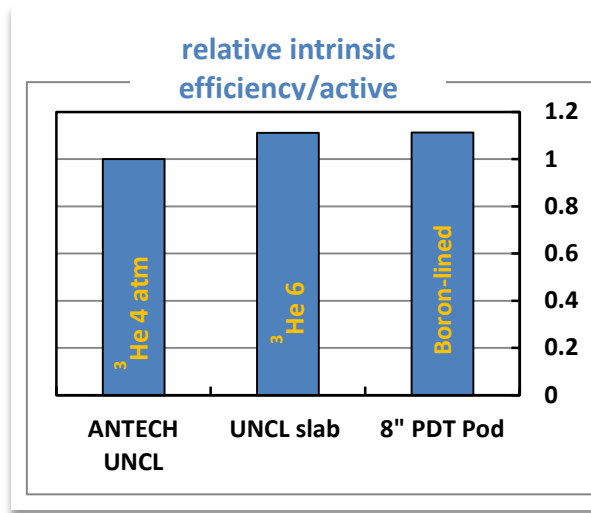 relative intrinsic
efficiency/active
1.2
1
0.8
0.6
0.4
0.2
0
³He 4 atm
³He 6
Boron-lined
ANTECH
UNCL
UNCL slab
8" PDT Pod